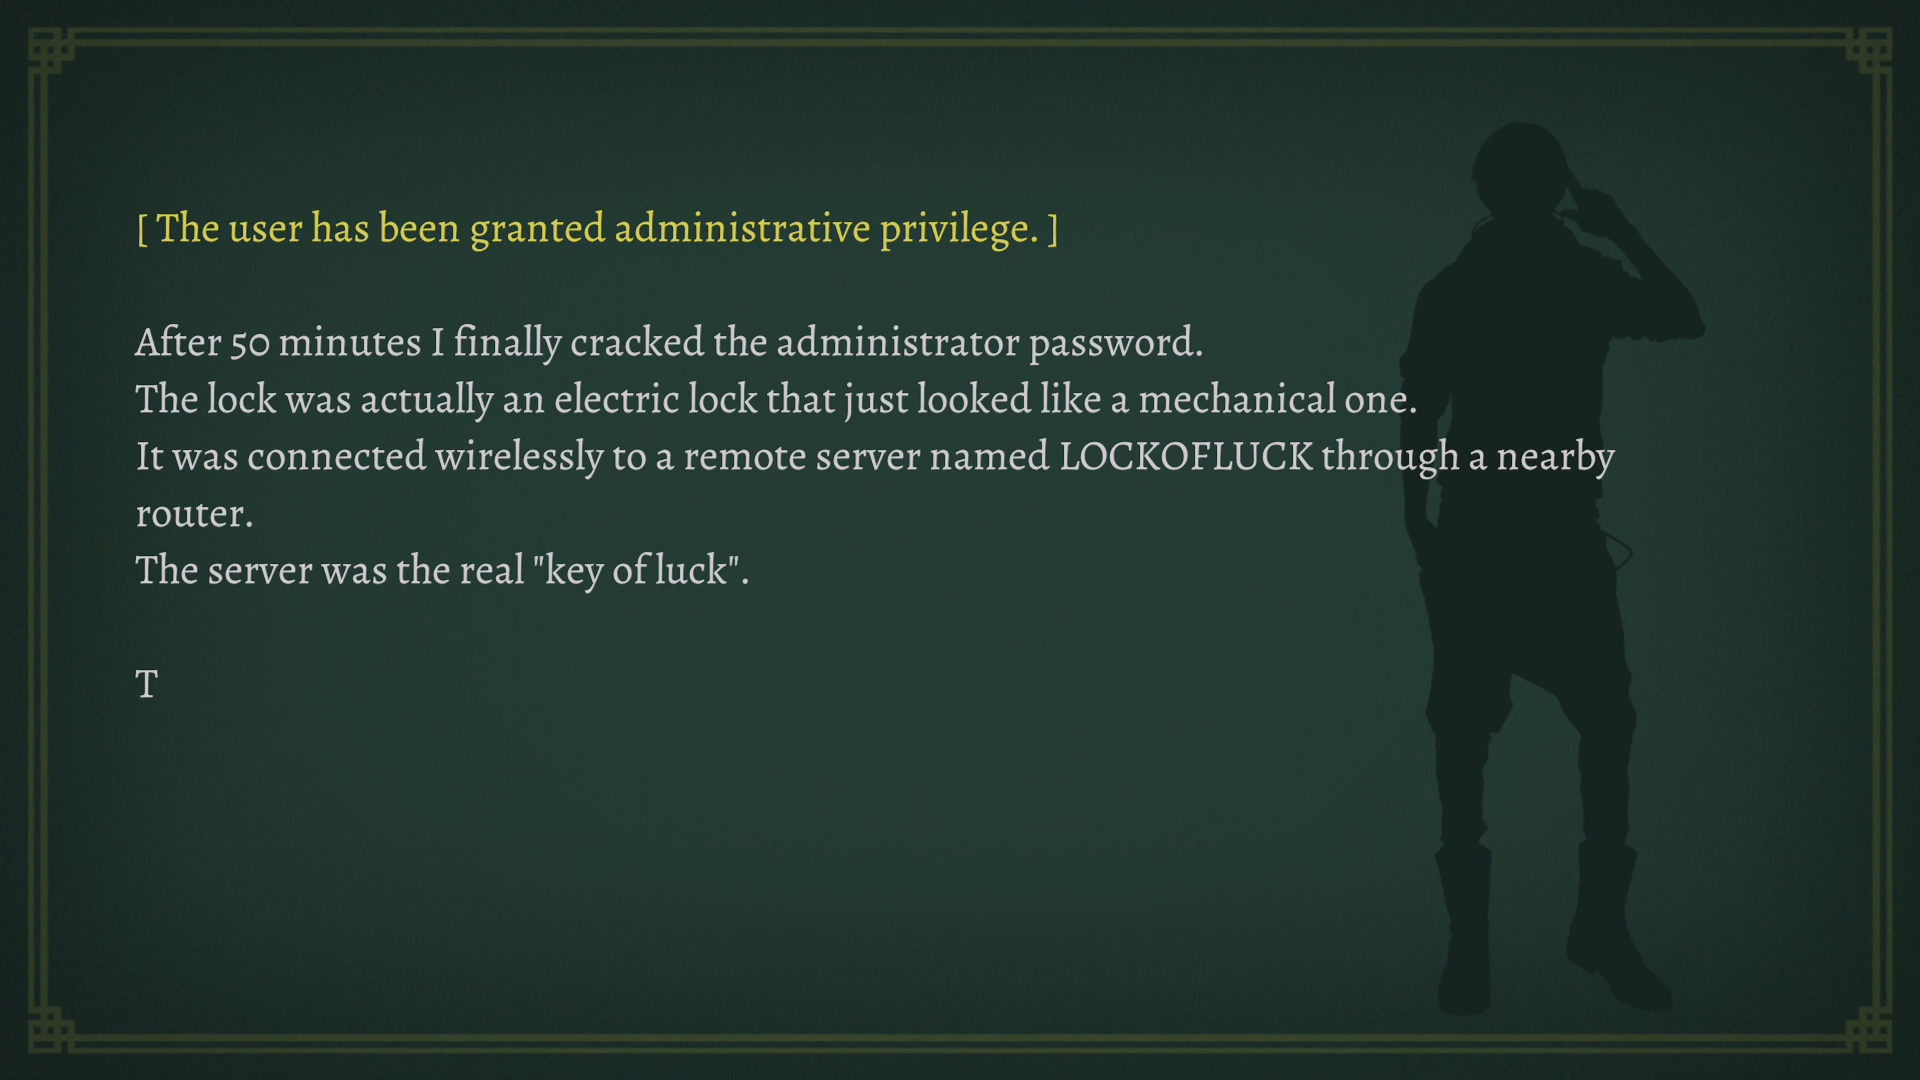 [ The user has been granted administrative privilege. ]
After 50 minutes I finally cracked the administrator password.
The lock was actually an electric lock that just looked like a mechanical one.
It was connected wirelessly to a remote server named LOCKOFLUCK through a nearby
router.
The server was the real "key of luck".
T